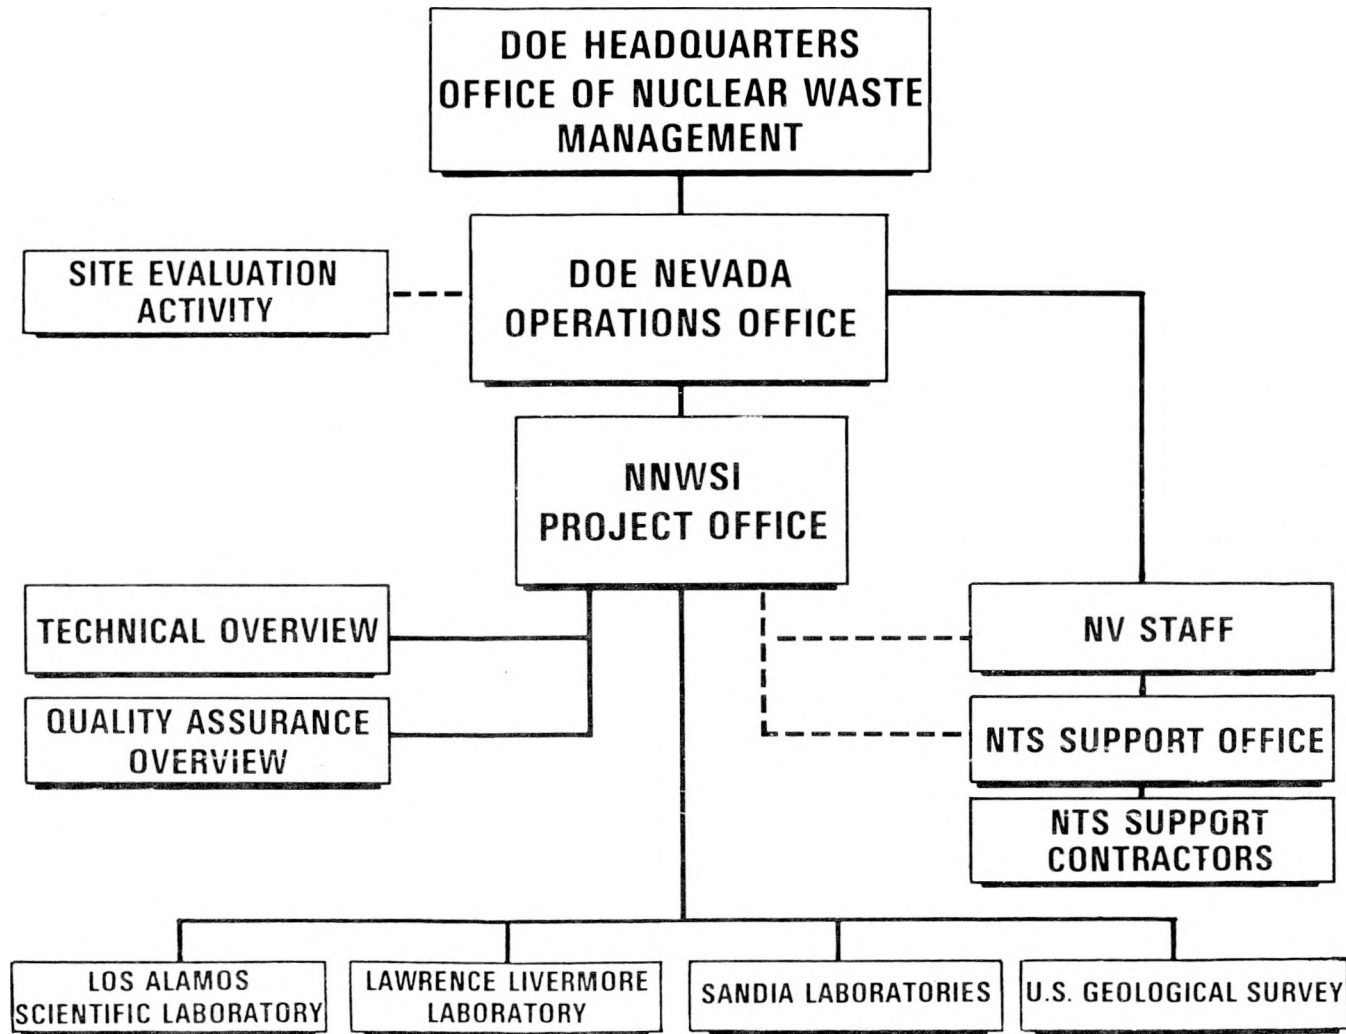 DOE HEADQUARTERS
OFFICE OF NUCLEAR WASTE
MANAGEMENT
SITE EVALUATION
ACTIVITY
DOE NEVADA
OPERATIONS OFFICE
NNWSI
PROJECT OFFICE
TECHNICAL OVERVIEW
NV STAFF
QUALITY ASSURANCE
OVERVIEW
NTS SUPPORT OFFICE
NTS SUPPORT
CONTRACTORS
LOS ALAMOS
SCIENTIFIC LABORATORY
LAWRENCE LIVERMORE
LABORATORY
SANDIA LABORATORIES
U.S. GEOLOGICAL SURVEY